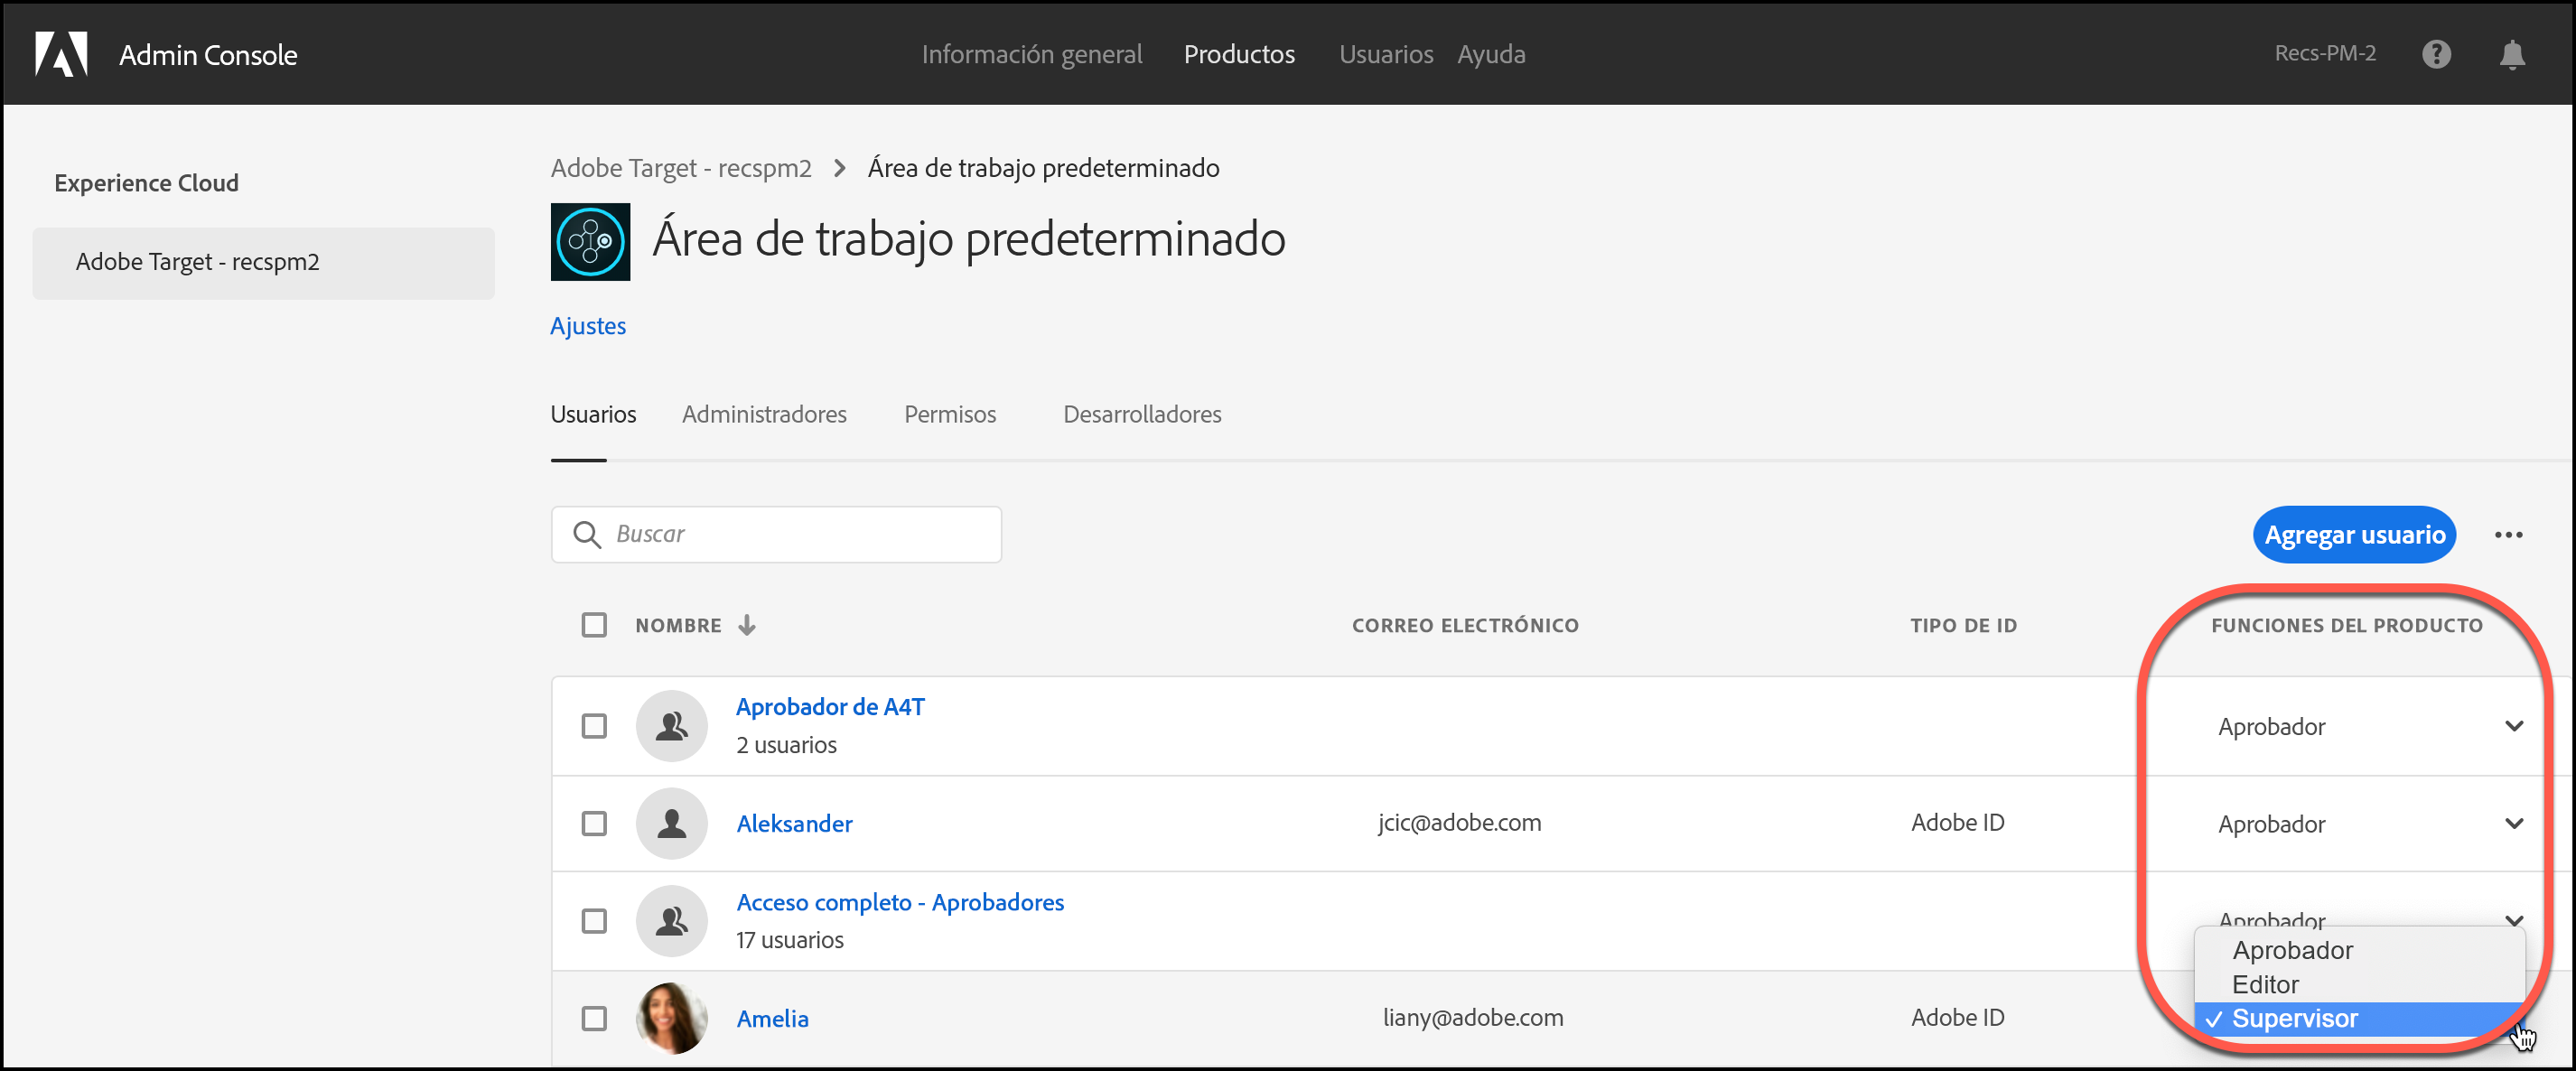 Admin Console
Información general Productos Usuarios Ayuda
Recs-PM-2
Experience Cloud
Adobe Target - recspm2
Adobe Target - recspm2 > Área de trabajo predeterminado
Área de trabajo predeterminado
Ajustes
Usuarios Administradores Permisos Desarrolladores
Buscar
Agregar usuario
NOMBRE CORREO ELECTRÓNICO TIPO DE ID FUNCIONES DEL PRODUCTO
Aprobador de A4T
2 usuarios
Aprobador
Aleksander jcic@adobe.com Adobe ID Aprobador
Acceso completo - Aprobadores
17 usuarios
Aprobador
Aprobador
Editor
Supervisor
Amelia liany@adobe.com Adobe ID